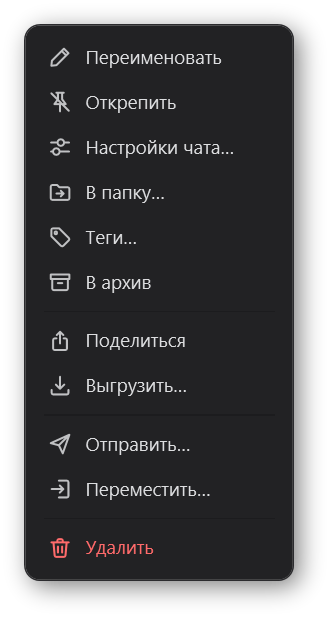 Переименовать
Открепить
Настройки чата...
В папку...
Теги...
В архив
Поделиться
Выгрузить...
Отправить...
Переместить...
Удалить